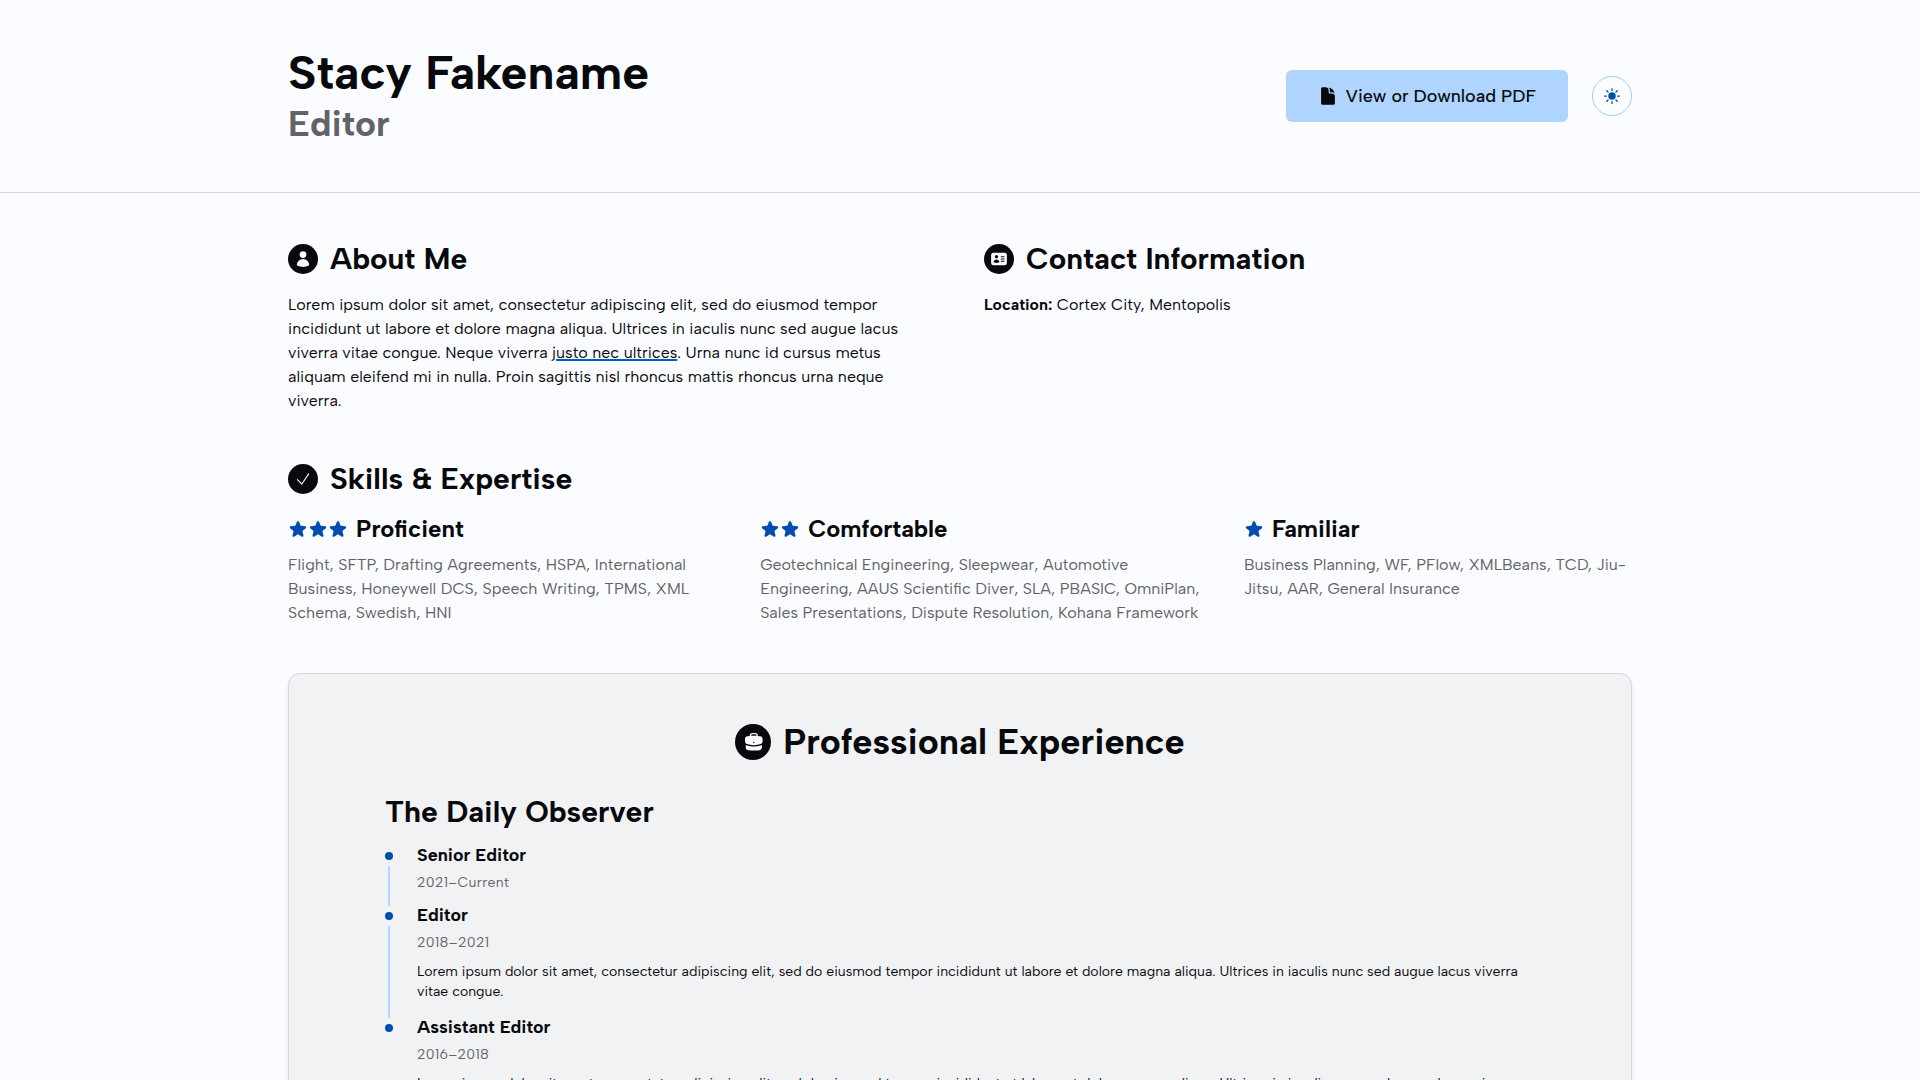 Stacy Fakename
Editor
View or Download PDF
About Me
Lorem ipsum dolor sit amet, consectetur adipiscing elit, sed do eiusmod tempor
incididunt ut labore et dolore magna aliqua. Ultrices in iaculis nunc sed augue lacus
viverra vitae congue. Neque viverra justo nec ultrices. Urna nunc id cursus metus
aliquam eleifend mi in nulla. Proin sagittis nisl rhoncus mattis rhoncus urna neque
viverra.
Contact Information
Location: Cortex City, Mentopolis
Skills & Expertise
Proficient
Flight, SFTP, Drafting Agreements, HSPA, International
Business, Honeywell DCS, Speech Writing, TPMS, XML
Schema, Swedish, HNI
Comfortable
Geotechnical Engineering, Sleepwear, Automotive
Engineering, AAUS Scientific Diver, SLA, PBASIC, OmniPlan,
Sales Presentations, Dispute Resolution, Kohana Framework
Familiar
Business Planning, WF, PFlow, XMLBeans, TCD, Jiu-
Jitsu, AAR, General Insurance
Professional Experience
The Daily Observer
Senior Editor
2021–Current
Editor
2018–2021
Lorem ipsum dolor sit amet, consectetur adipiscing elit, sed do eiusmod tempor incididunt ut labore et dolore magna aliqua. Ultrices in iaculis nunc sed augue lacus viverra
vitae congue.
Assistant Editor
2016–2018